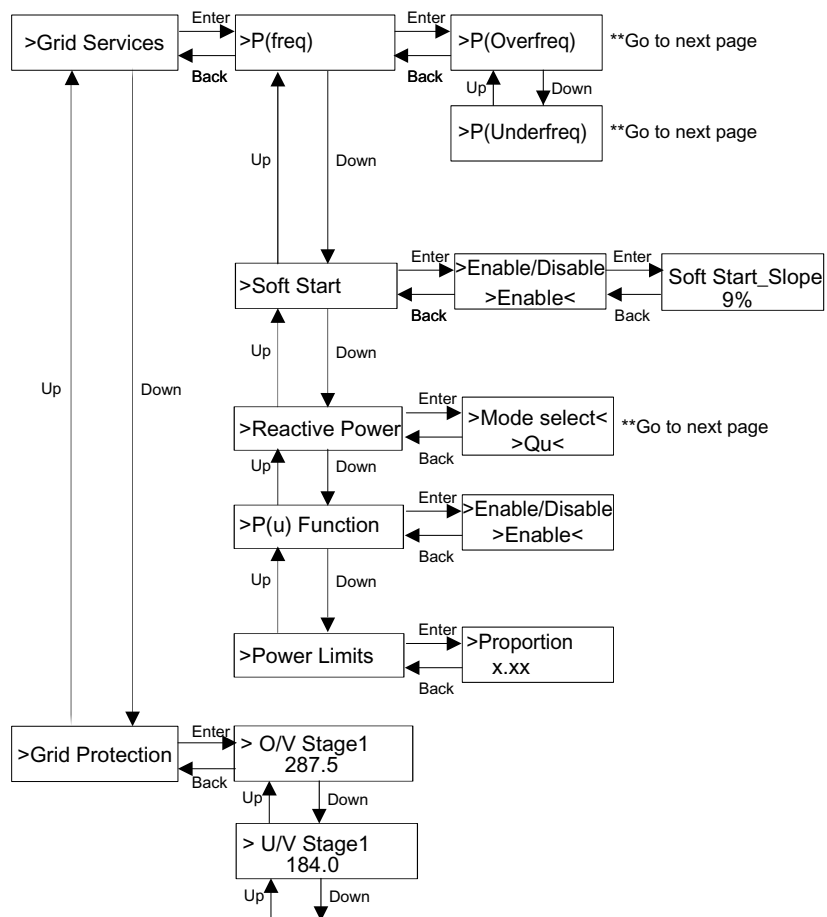 Enter
Enter
>Grid Services
>P(freq)
>P(Overfreq)
**Go to next page
Back
Back
Up
Down
>P(Underfreq)
**Go to next page
Up
Down
Enter
Enter
>Soft Start
>Enable/Disable
>Enable<
Soft Start_Slope
9%
Back
Back
Up
Down
Up
Down
Enter
>Reactive Power
>Mode select<
>Qu<
**Go to next page
Back
Up
Down
Enter
>P(u) Function
>Enable/Disable
>Enable<
Back
Up
Down
Enter
>Power Limits
>Proportion
x.xx
Back
Enter
>Grid Protection
> O/V Stage1
287.5
Back
Up
Down
> U/V Stage1
184.0
Up
Down